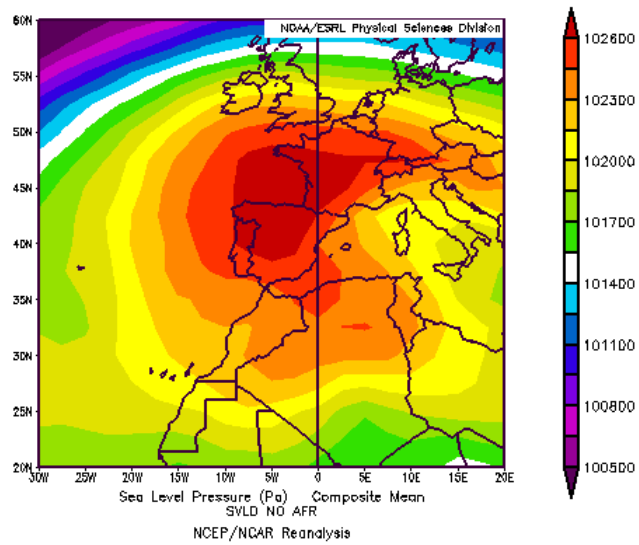 NOAA/ESRL Physical Sciences Division
60N
55N
50N
45N
40N
35N
30N
25N
20N
30W 25W 20W 15W 10W 5W 0 5E 10E 15E 20E
102600
102300
102000
101700
101400
101100
100800
100500
Sea Level Pressure (Pa) Composite Mean
SVLD NO AFR
NCEP/NCAR Reanalysis